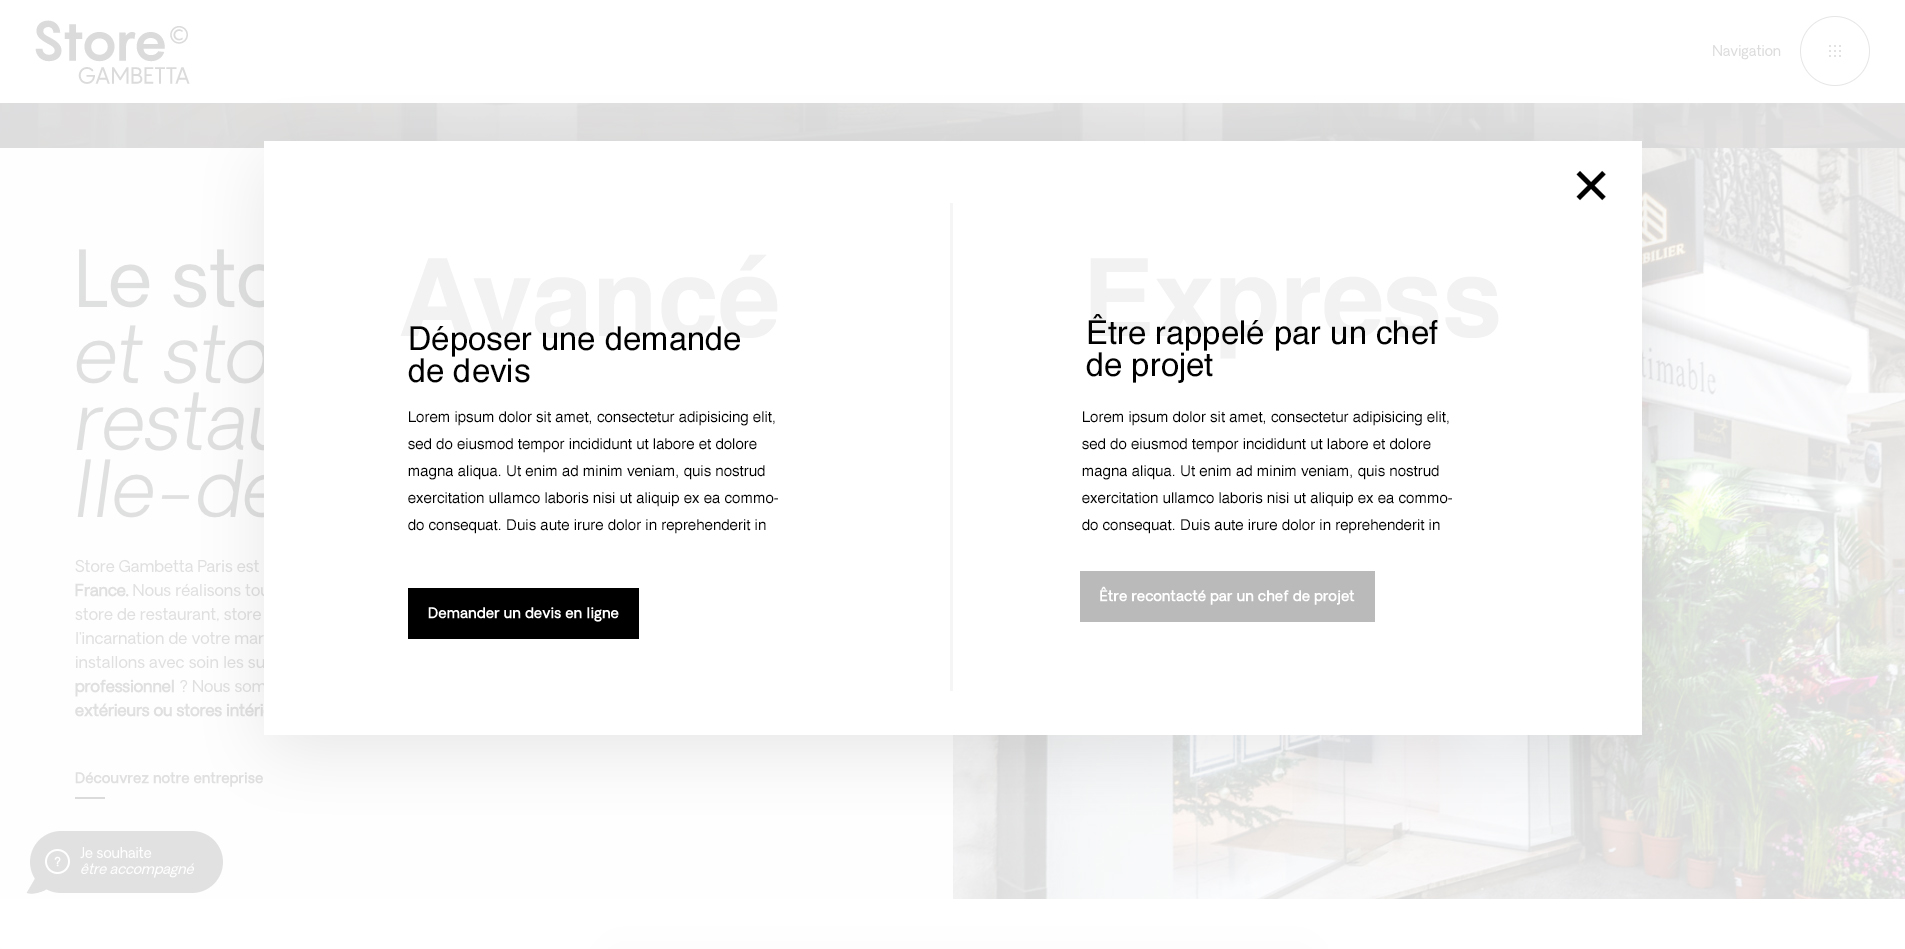 Store©
GAMBETTA
Navigation
Le sto
et sto
restau
Ile-de
Store Gambetta Paris est
France. Nous réalisons tou
store de restaurant, store
l'incarnation de votre mar
installons avec soin les su
professionnel ? Nous som
extérieurs ou stores intéri
Découvrez notre entreprise
?
Je souhaite
être accompagné
Avancé
Déposer une demande
de devis
Lorem ipsum dolor sit amet, consectetur adipisicing elit,
sed do eiusmod tempor incididunt ut labore et dolore
magna aliqua. Ut enim ad minim veniam, quis nostrud
exercitation ullamco laboris nisi ut aliquip ex ea commo-
do consequat. Duis aute irure dolor in reprehenderit in
Demander un devis en ligne
Express
Être rappelé par un chef
de projet
Lorem ipsum dolor sit amet, consectetur adipisicing elit,
sed do eiusmod tempor incididunt ut labore et dolore
magna aliqua. Ut enim ad minim veniam, quis nostrud
exercitation ullamco laboris nisi ut aliquip ex ea commo-
do consequat. Duis aute irure dolor in reprehenderit in
Être recontacté par un chef de projet
OBILIER
timable